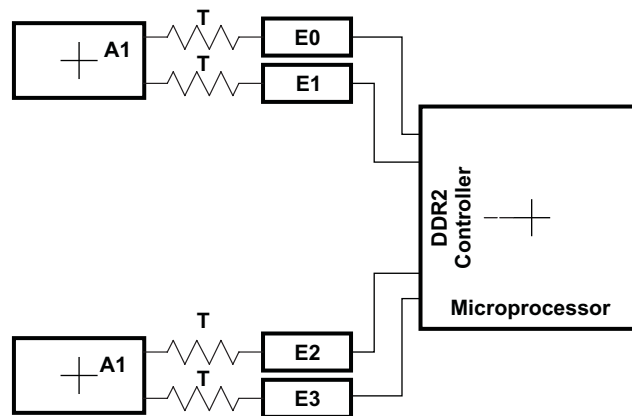 T
A1
E0
T
E1
DDR2
Controller
Microprocessor
T
E2
A1
T
E3